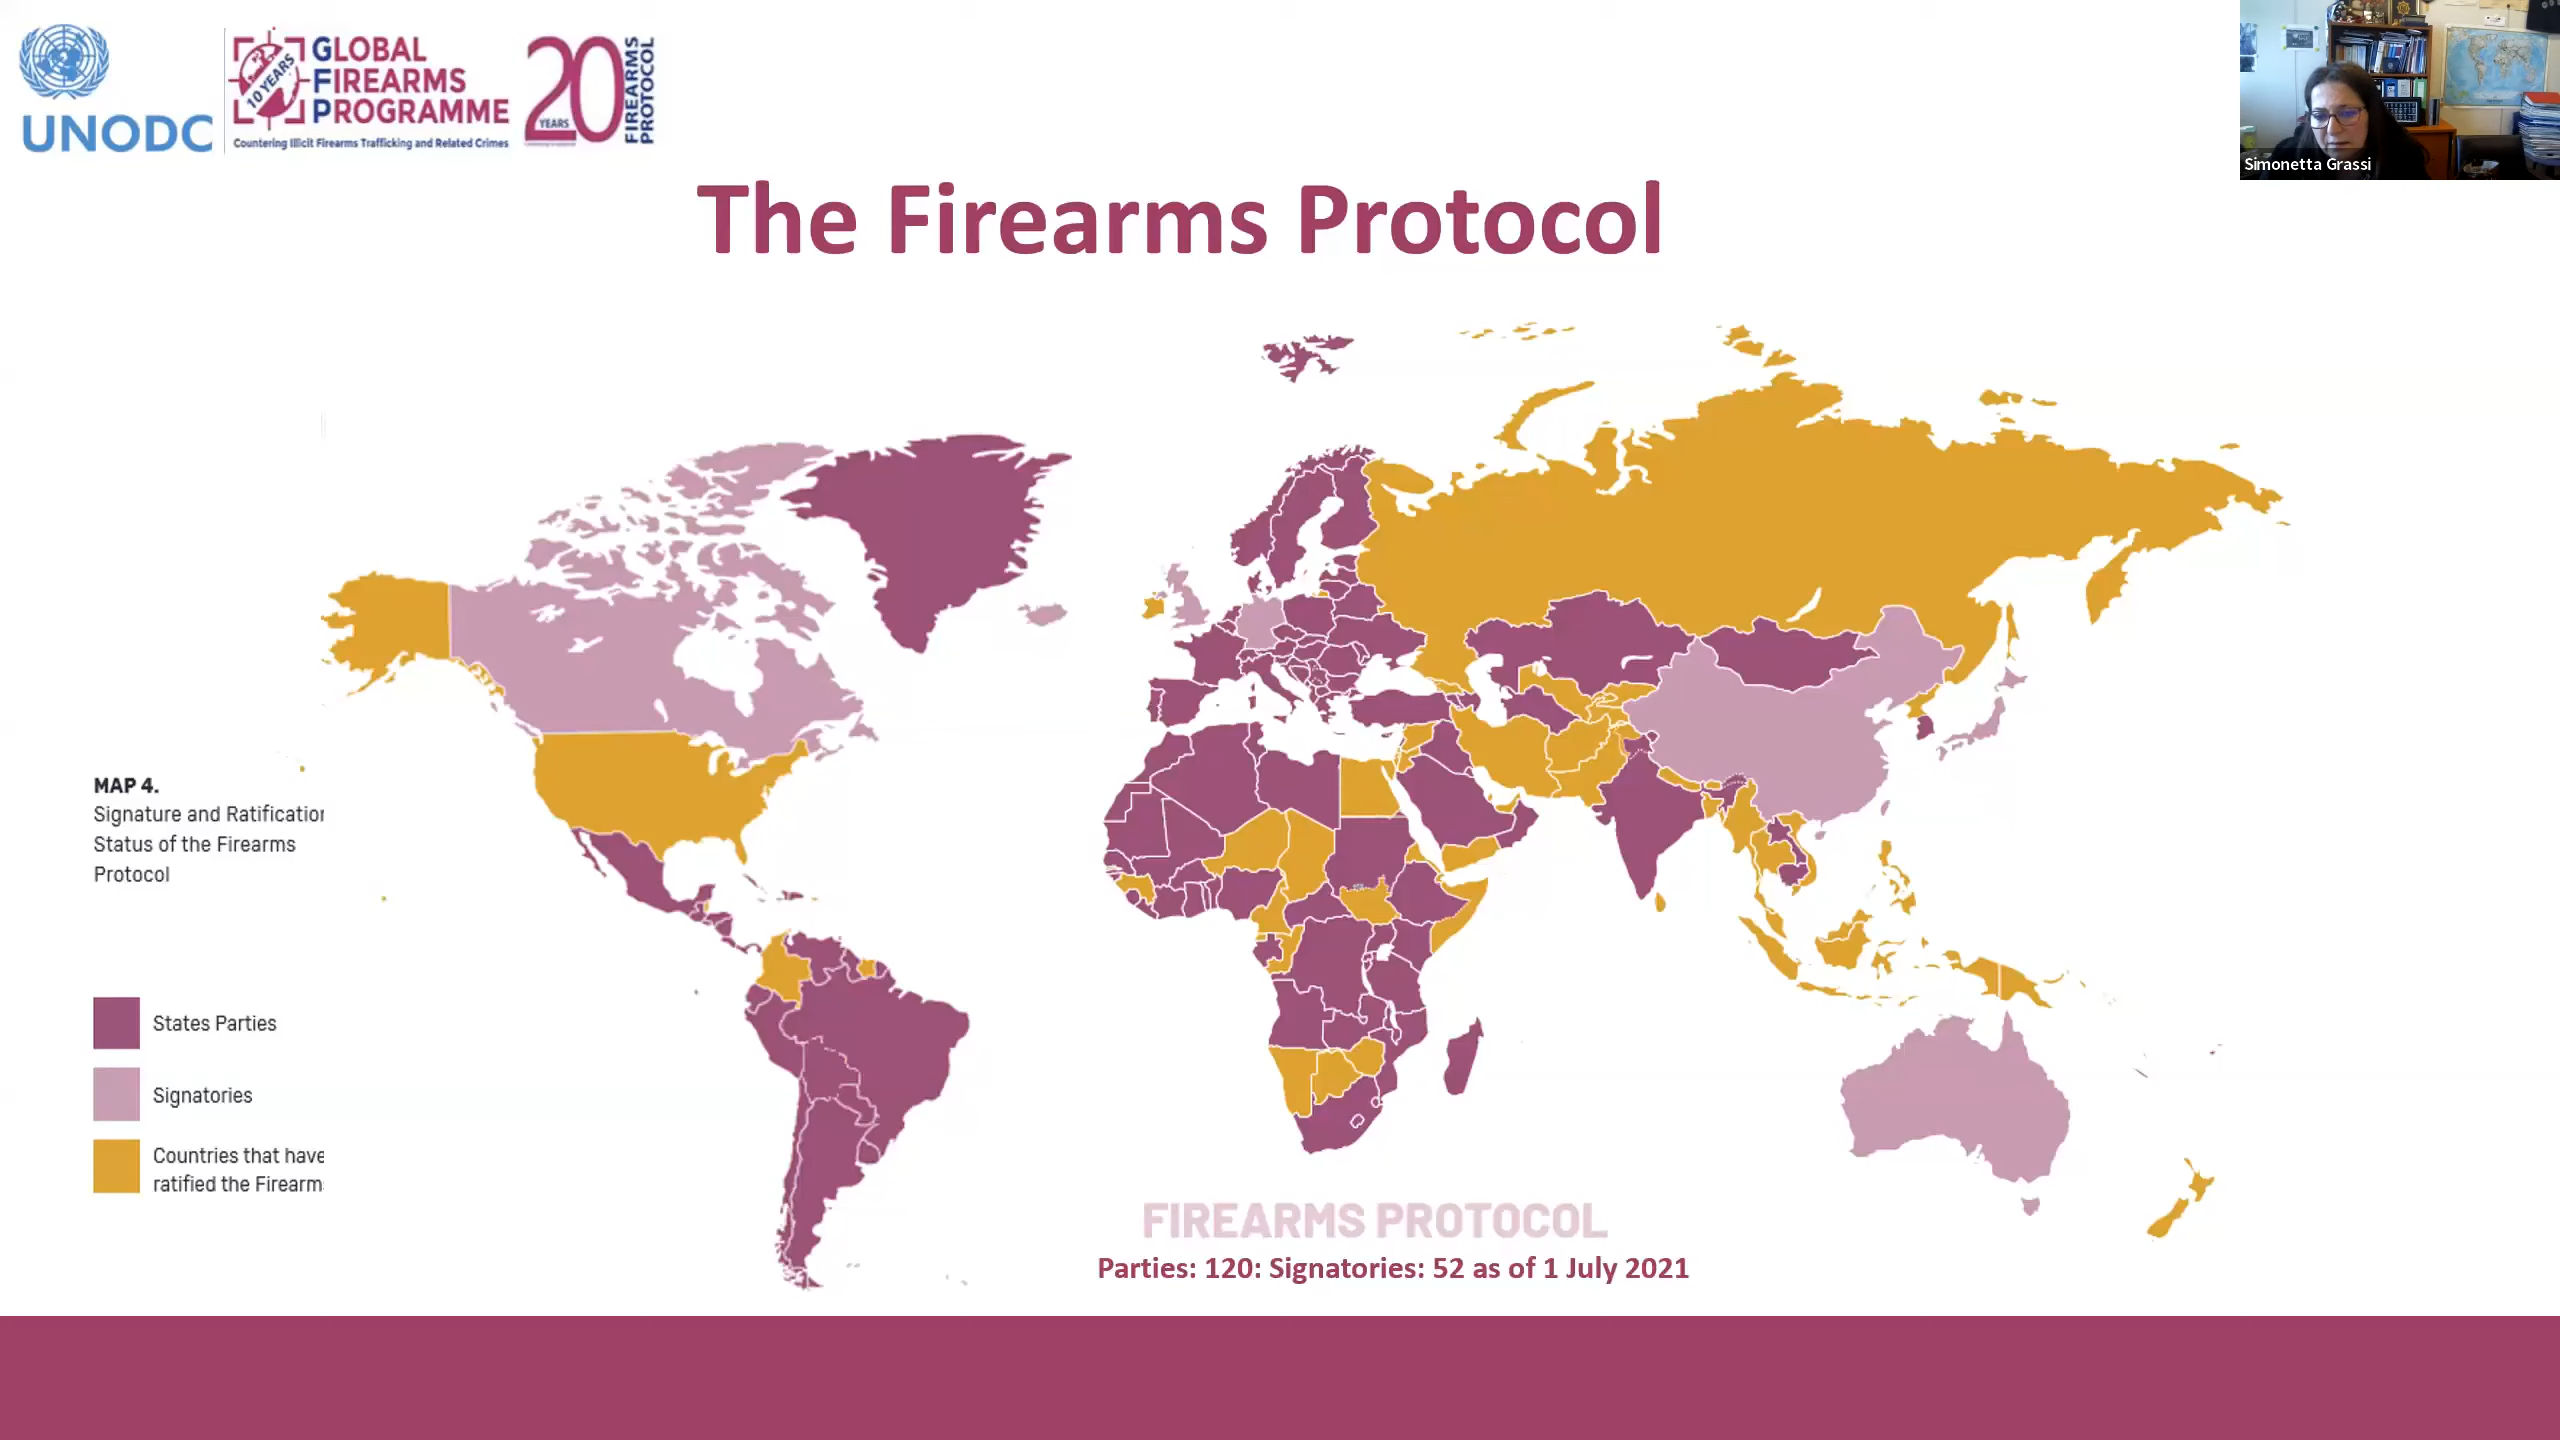 UNODC
10 YEARS
GLOBAL
FIREARMS
PROGRAMME
Countering Illicit Firearms Trafficking and Related Crimes
20
YEARS
FIREARMS
PROTOCOL
Simonetta Grassi
The Firearms Protocol
MAP 4.
Signature and Ratification
Status of the Firearms
Protocol
States Parties
Signatories
Countries that have
ratified the Firearm
FIREARMS PROTOCOL
Parties: 120: Signatories: 52 as of 1 July 2021